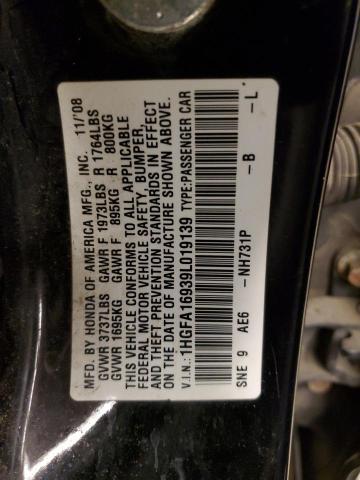 MFD. BY HONDA OF AMERICA MFG., INC. 11/'08
GVWR 3737LBS GAWR F 1973LBS R 1764LBS
GVWR 1695KG GAWR F 895KG R 800KG
THIS VEHICLE CONFORMS TO ALL APPLICABLE
FEDERAL MOTOR VEHICLE SAFETY, BUMPER,
AND THEFT PREVENTION STANDARDS IN EFFECT
ON THE DATE OF MANUFACTURE SHOWN ABOVE.
V.I.N.: 1HGFA16939L019139 TYPE:PASSENGER CAR
SNE 9 AE6 -NH731P -B -L